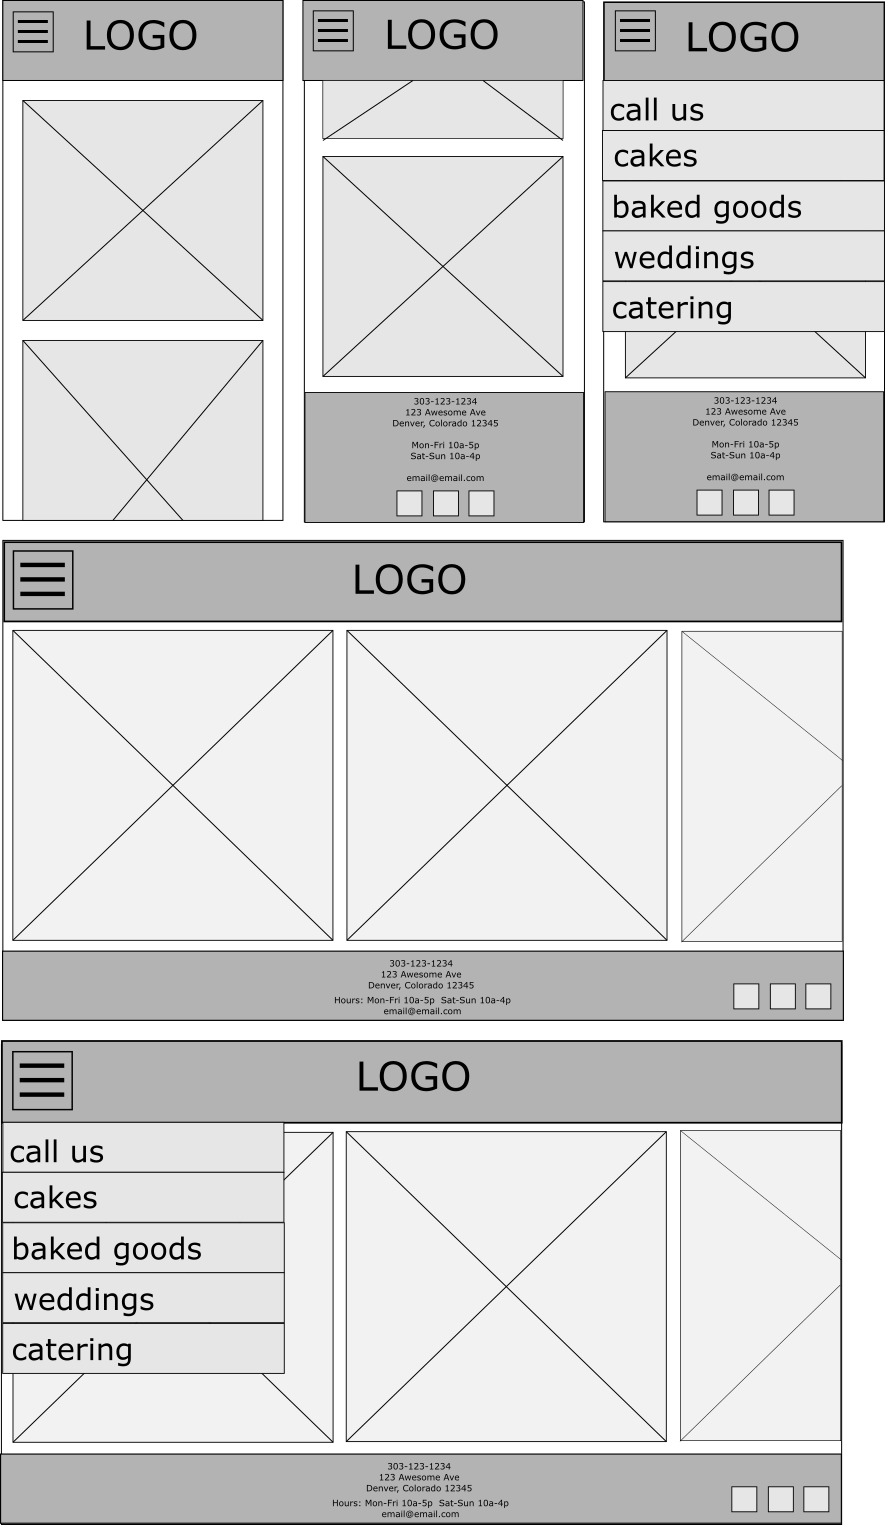 LOGO
LOGO
303-123-1234
123 Awesome Ave
Denver, Colorado 12345
Mon-Fri 10a-5p
Sat-Sun 10a-4p
email@email.com
LOGO
call us
cakes
baked goods
weddings
catering
303-123-1234
123 Awesome Ave
Denver, Colorado 12345
Mon-Fri 10a-5p
Sat-Sun 10a-4p
email@email.com
LOGO
303-123-1234
123 Awesome Ave
Denver, Colorado 12345
Hours: Mon-Fri 10a-5p  Sat-Sun 10a-4p
email@email.com
LOGO
call us
cakes
baked goods
weddings
catering
303-123-1234
123 Awesome Ave
Denver, Colorado 12345
Hours: Mon-Fri 10a-5p  Sat-Sun 10a-4p
email@email.com